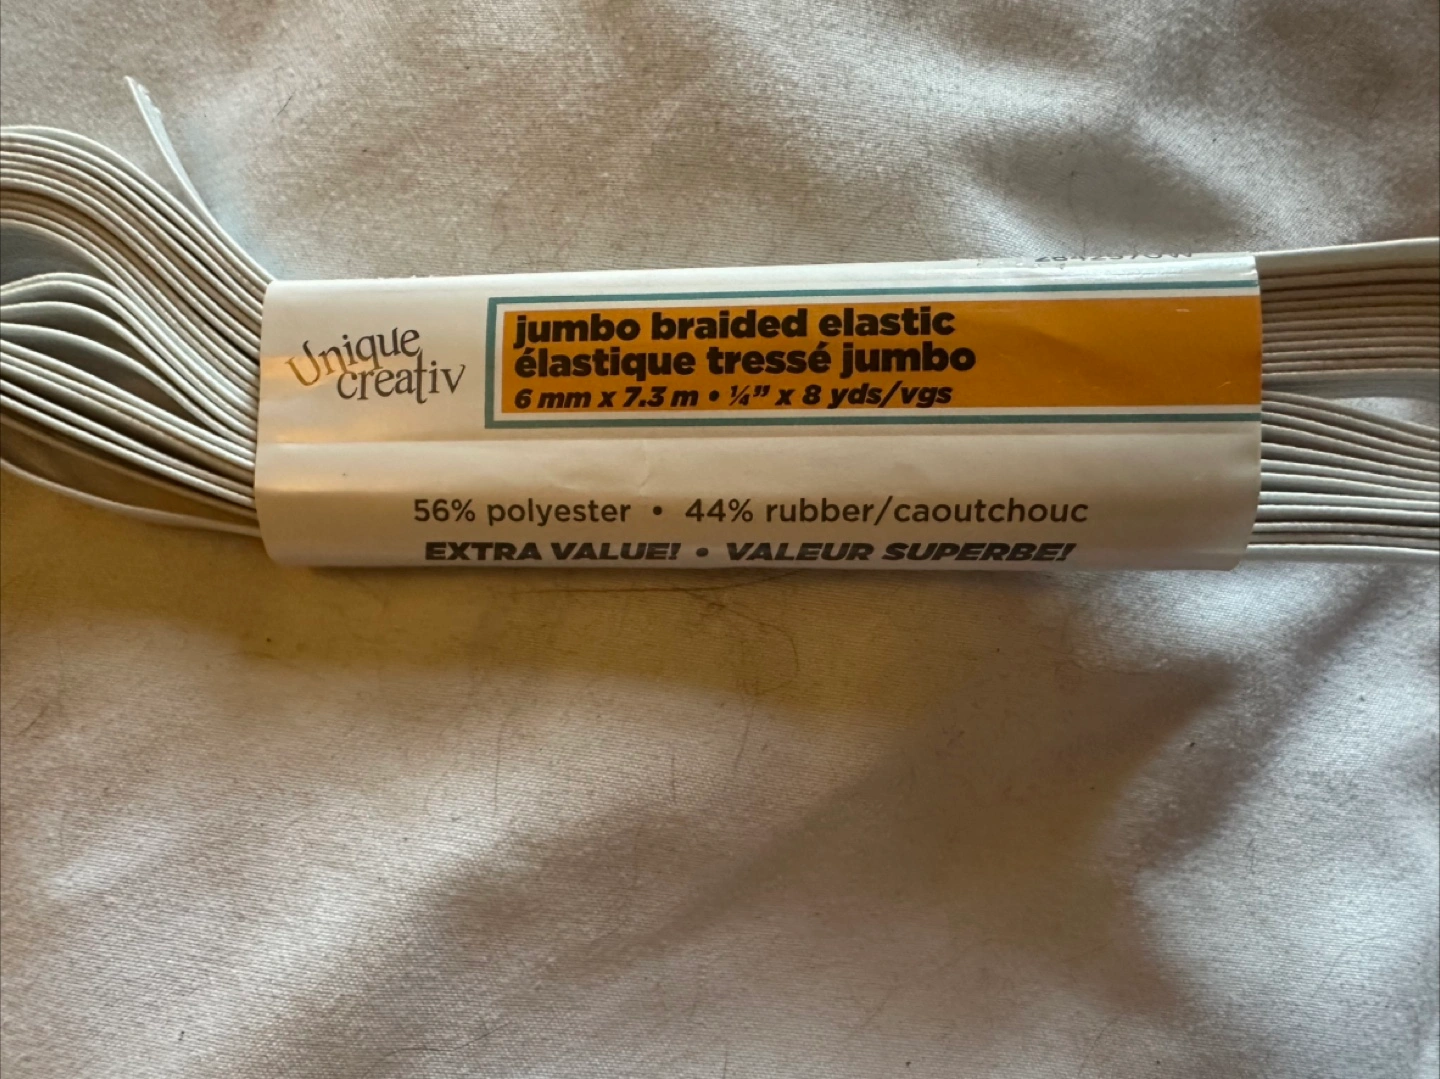 Unique
creativ
jumbo braided elastic
élastique tressé jumbo
6 mm x 7.3 m • ¼” x 8 yds/vgs
56% polyester • 44% rubber/caoutchouc
EXTRA VALUE! • VALEUR SUPERBE!